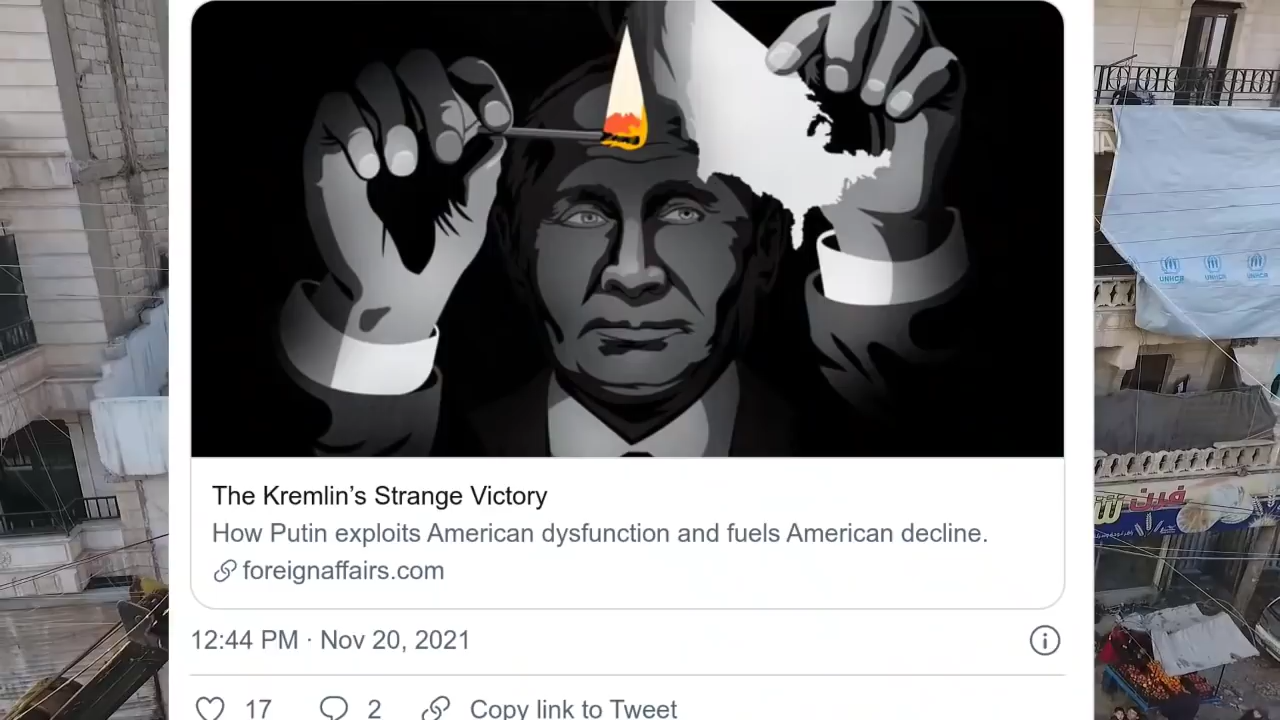 The Kremlin’s Strange Victory
How Putin exploits American dysfunction and fuels American decline.
foreignaffairs.com
12:44 PM · Nov 20, 2021
17
2
Copy link to Tweet
UNHCR UNHCR UNHCR
فرن